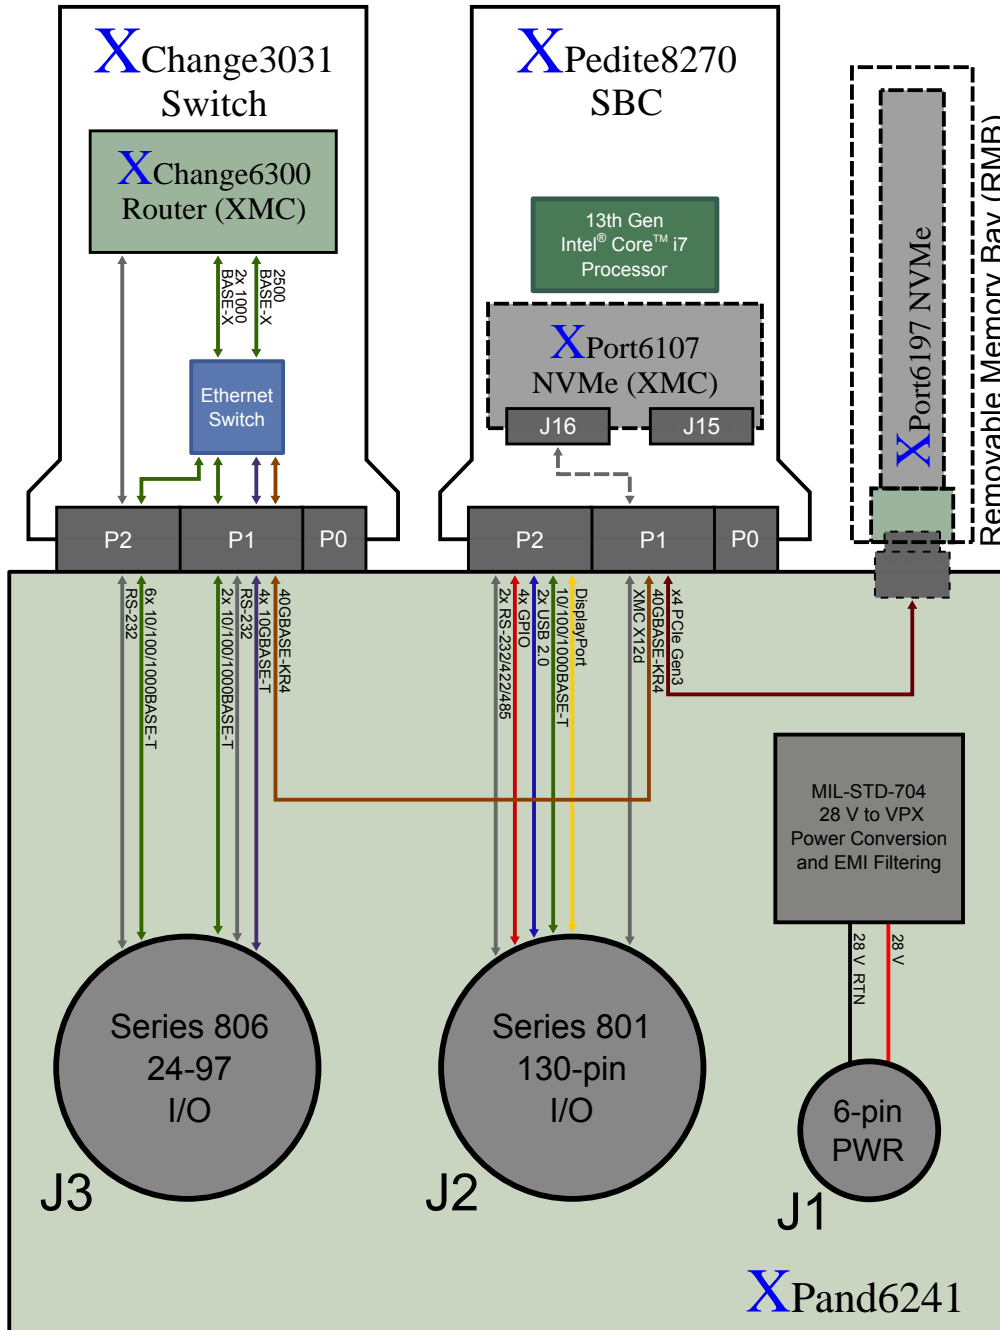 XChange3031
Switch
XChange6300
Router (XMC)
2500
BASE-X
2x 1000
BASE-X
Ethernet
Switch
P2
P1
P0
XPedite8270
SBC
13th Gen
Intel® Core™ i7
Processor
XPort6107
NVMe (XMC)
J16
J15
P2
P1
P0
XPort6197 NVMe
Removable Memory Bay (RMB)
RS-232
6x 10/100/1000BASE-T
2x 10/100/1000BASE-T
RS-232
4x 10GBASE-T
40GBASE-KR4
2x RS-232/422/485
4x GPIO
2x USB 2.0
10/100/1000BASE-T
DisplayPort
XMC X12d
40GBASE-KR4
x4 PCIe Gen3
MIL-STD-704
28 V to VPX
Power Conversion
and EMI Filtering
28 V RTN
28 V
Series 806
24-97
I/O
J3
Series 801
130-pin
I/O
J2
6-pin
PWR
J1
XPand6241